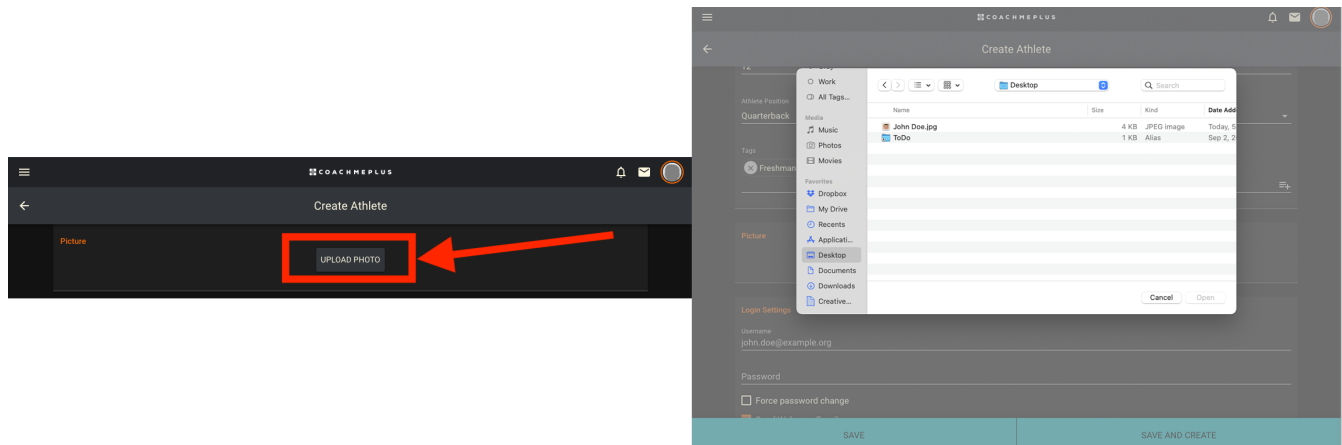 COACHMEPLUS
Create Athlete
Picture
UPLOAD PHOTO
COACHMEPLUS
Create Athlete
12
Athlete Position
Quarterback
Tags
Freshman
Picture
Login Settings
Username
john.doe@example.org
Password
Force password change
SAVE
SAVE AND CREATE
Work
All Tags...
Media
Music
Photos
Movies
Favorites
Dropbox
My Drive
Recents
Applicati...
Desktop
Documents
Downloads
Creative...
Desktop
Search
Name Size Kind Date Add
John Doe.jpg 4 KB JPEG image Today, 5
ToDo 1 KB Alias Sep 2, 2
Cancel Open